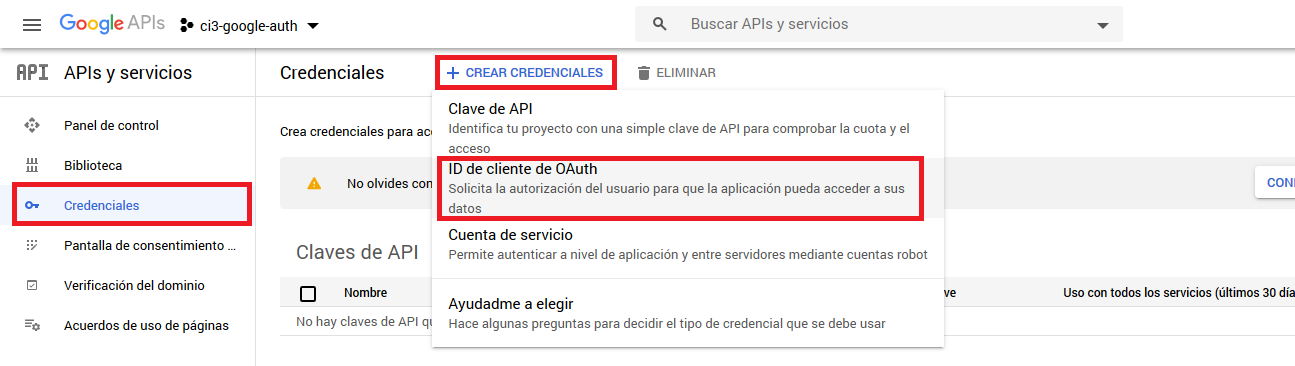 Google APIs
ci3-google-auth
Buscar APIs y servicios
API APIs y servicios
Credenciales
CREAR CREDENCIALES
ELIMINAR
Panel de control
Biblioteca
Credenciales
Pantalla de consentimiento ...
Verificación del dominio
Acuerdos de uso de páginas
Crea credenciales para acc
Clave de API
Identifica tu proyecto con una simple clave de API para comprobar la cuota y el
acceso
No olvides con
ID de cliente de OAuth
Solicita la autorización del usuario para que la aplicación pueda acceder a sus
datos
CONF
Cuenta de servicio
Permite autenticar a nivel de aplicación y entre servidores mediante cuentas robot
Ayudadme a elegir
Hace algunas preguntas para decidir el tipo de credencial que se debe usar
Claves de API
Nombre
ve
Uso con todos los servicios (últimos 30 día
No hay claves de API qu